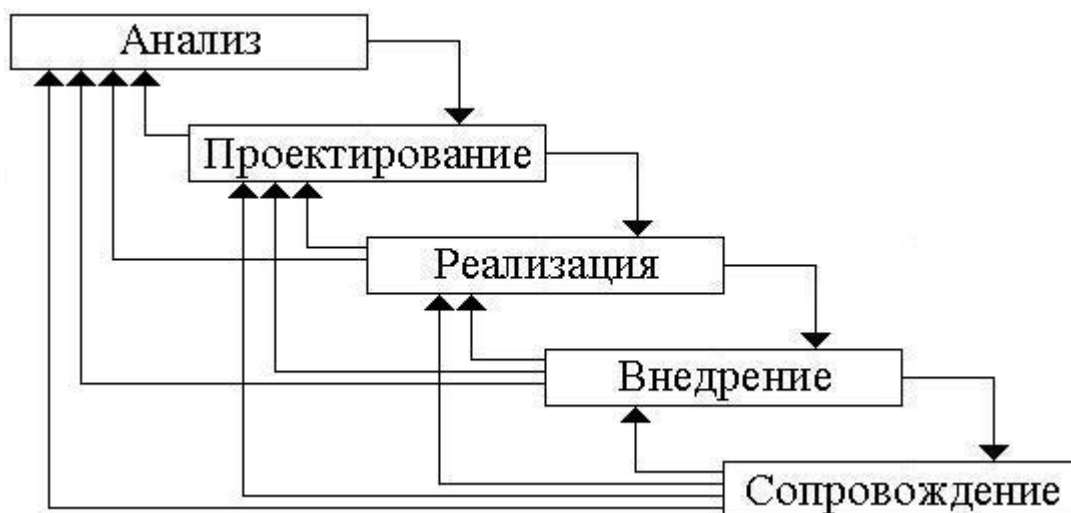 Анализ
Проектирование
Реализация
Внедрение
Сопровождение